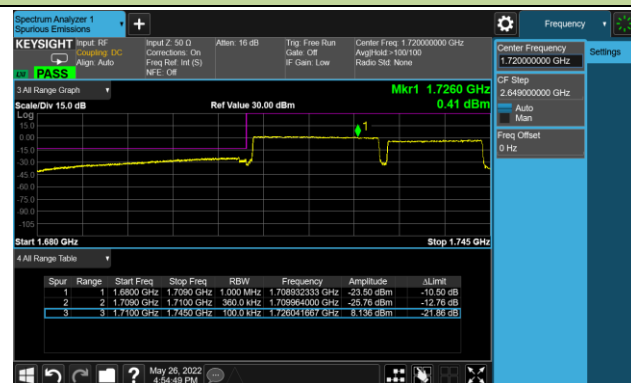 Spectrum Analyzer 1
Spurious Emissions
Frequency
KEYSIGHT Input: RF
Coupling: DC
Align: Auto
Input Z: 50 Ω
Corrections: On
Freq Ref: Int (S)
NFE: Off
Atten: 16 dB
Trig: Free Run
Gate: Off
IF Gain: Low
Center Freq: 1.720000000 GHz
Avg|Hold:>100/100
Radio Std: None
LXI PASS
Center Frequency
1.720000000 GHz
Settings
CF Step
2.649000000 GHz
Auto
Man
Freq Offset
0 Hz
3 All Range Graph
Mkr1 1.7260 GHz
Scale/Div 15.0 dB
Ref Value 30.00 dBm
0.41 dBm
Log
15.0
0.00
-15.0
-30.0
-45.0
-60.0
-75.0
-90.0
-105
1
Start 1.680 GHz
Stop 1.745 GHz
4 All Range Table
Spur Range Start Freq Stop Freq RBW Frequency Amplitude ΔLimit
1 1 1.6800 GHz 1.7090 GHz 1.000 MHz 1.708932333 GHz -23.50 dBm -10.50 dB
2 2 1.7090 GHz 1.7100 GHz 360.0 kHz 1.709964000 GHz -25.76 dBm -12.76 dB
3 3 1.7100 GHz 1.7450 GHz 100.0 kHz 1.726041667 GHz 8.136 dBm -21.86 dB
?
May 26, 2022
4:54:49 PM